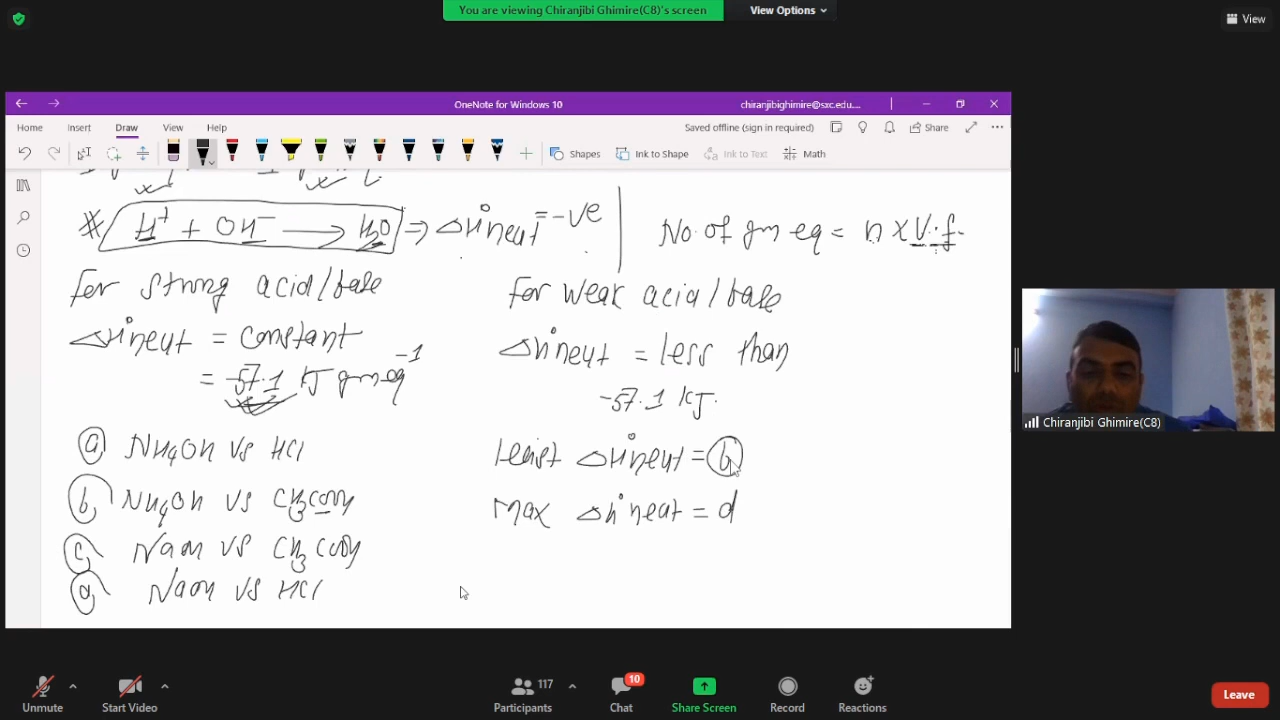 You are viewing Chiranjibi Ghimire(C8)'s screen
View Options
View
OneNote for Windows 10
chiranjibighimire@sxc.edu....
Home Insert Draw View Help
Saved offline (sign in required)
Share
Shapes
Ink to Shape
Ink to Text
Math
* H⁺ + OH⁻ → H₂O ⇒ ΔH°neut = -ve
No. of gm eq = n × V.f.
For strong acid/base
ΔH°neut = constant
= -57.1 KJ gm eq⁻¹
For weak acid/base
ΔH°neut = less than
-57.1 KJ.
a) NH₄OH vs HCl
b) NH₄OH vs CH₃COOH
c) NaOH vs CH₃COOH
d) NaOH vs HCl
Least ΔH°neut = b
Max ΔH°neut = d
Chiranjibi Ghimire(C8)
Unmute
Start Video
117
Participants
10
Chat
Share Screen
Record
Reactions
Leave